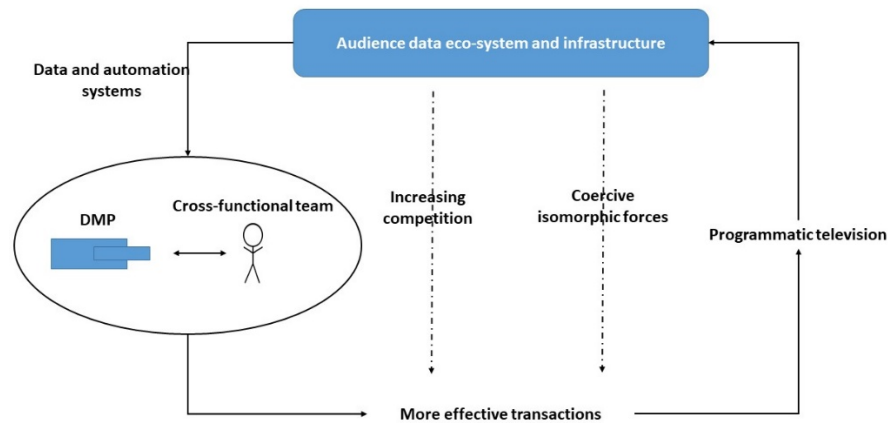 Audience data eco-system and infrastructure
Data and automation
systems
DMP
Cross-functional team
Increasing
competition
Coercive
isomorphic forces
Programmatic television
More effective transactions